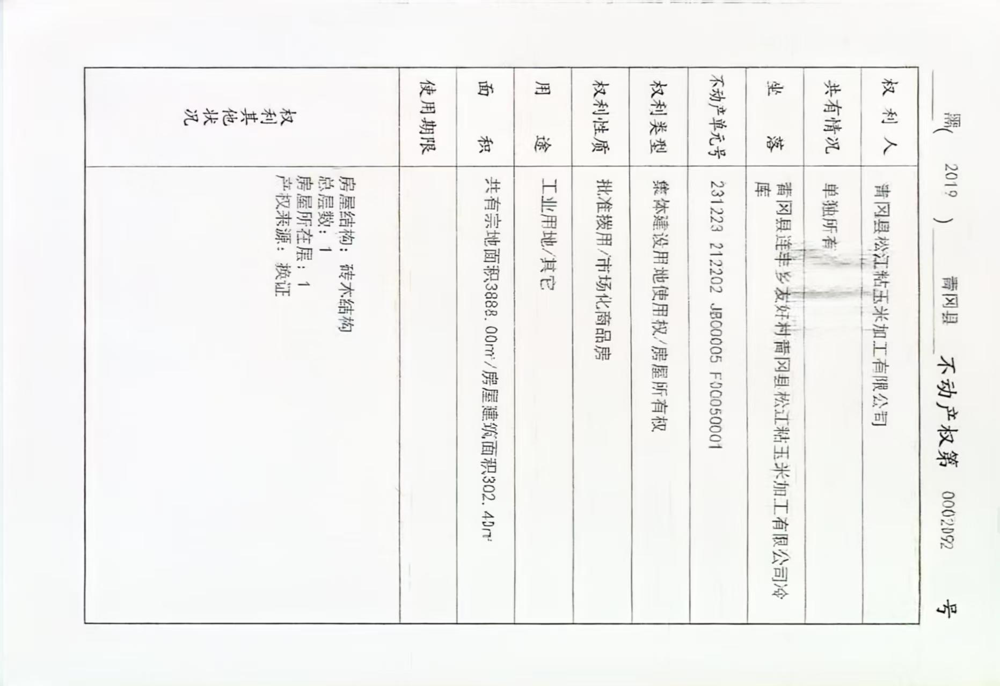 黑( 2019 ) 青冈县 不动产权第 0002092 号
权利人 青冈县松江粘玉米加工有限公司
共有情况 单独所有
坐落 青冈县连丰乡友好村青冈县松江粘玉米加工有限公司冷
库
不动产单元号 231223 212202 JB00005 F00050001
权利类型 集体建设用地使用权/房屋所有权
权利性质 批准拨用/市场化商品房
用途 工业用地/其它
面积 共有宗地面积3888.00㎡/房屋建筑面积302.40㎡
使用期限
权利其他状况
房屋结构：砖木结构
总层数：1
房屋所在层：1
产权来源：换证